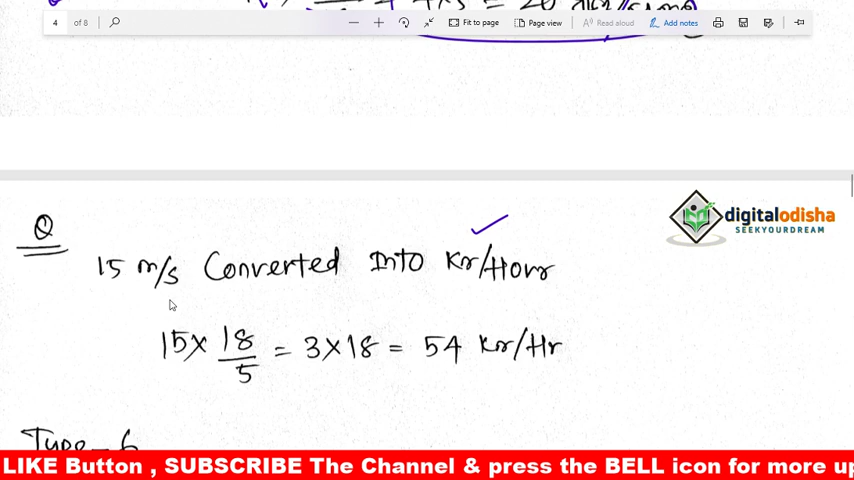 4 of 8 Fit to page Page view Read aloud Add notes
digitalodisha
SEEKYOURDREAM
Q
15 m/s Converted Into Km/Hour
15 x 18/5 = 3 x 18 = 54 Km/Hr
Type - 6
LIKE Button , SUBSCRIBE The Channel & press the BELL icon for more up